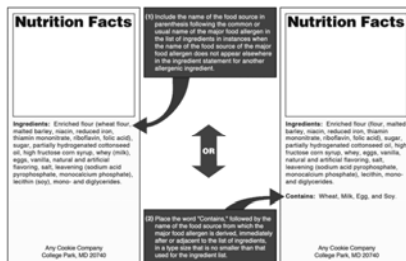 Nutrition Facts
Ingredients: Enriched flour (wheat flour,
malted barley, niacin, reduced iron,
thiamin mononitrate, riboflavin, folic acid),
sugar, partially hydrogenated cottonseed
oil, high fructose corn syrup, whey (milk),
eggs, vanilla, natural and artificial
flavoring, salt,
leavening (sodium acid
pyrophosphate, monocalcium phosphate),
lecithin (soy), mono- and diglycerides.
Any Cookie Company
College Park, MD 20740
(1) Include the name of the food source in
parenthesis following the common or
usual name of the major food allergen in
the list of ingredients in instances when
the name of the food source of the major
food allergen does not appear elsewhere
in the ingredient statement for another
allergenic ingredient.
OR
(2) Place the word "Contains," followed by the
name of the food source from which the
major food allergen is derived, immediately
after or adjacent to the list of ingredients,
in a type size that is no smaller than that
used for the ingredient list.
Nutrition Facts
Ingredients: Enriched flour (wheat flour,
malted barley, niacin, reduced iron,
thiamin mononitrate, riboflavin, folic acid),
sugar, partially hydrogenated cottonseed
oil, high fructose corn syrup, whey, eggs, vanilla,
natural and artificial flavoring, salt,
leavening (sodium acid pyrophosphate,
monocalcium phosphate), lecithin, mono-
and diglycerides.
Contains: Wheat, Milk, Egg, and Soy.
Any Cookie Company
College Park, MD 20740